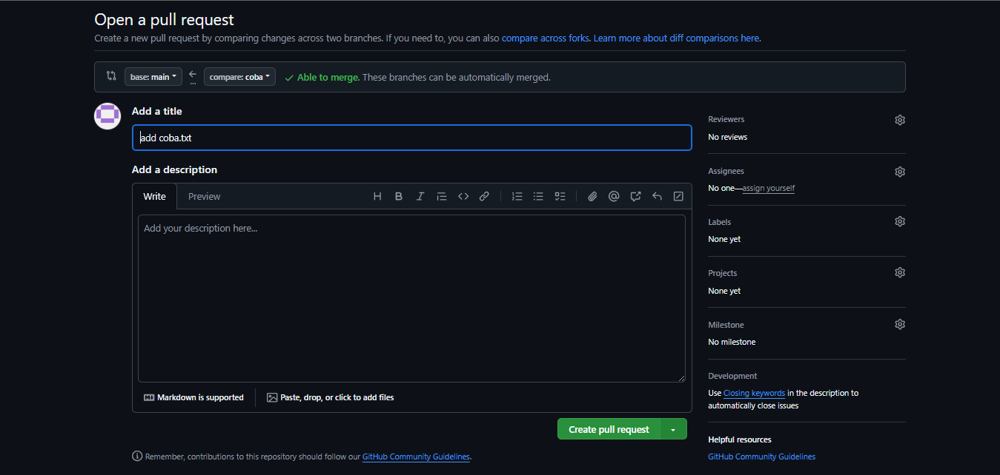 Open a pull request
Create a new pull request by comparing changes across two branches. If you need to, you can also compare across forks. Learn more about diff comparisons here.
base: main
compare: coba
Able to merge. These branches can be automatically merged.
Add a title
add coba.txt
Add a description
Write
Preview
Add your description here...
Markdown is supported
Paste, drop, or click to add files
Create pull request
Remember, contributions to this repository should follow our GitHub Community Guidelines.
Reviewers
No reviews
Assignees
No one—assign yourself
Labels
None yet
Projects
None yet
Milestone
No milestone
Development
Use Closing keywords in the description to
automatically close issues
Helpful resources
GitHub Community Guidelines